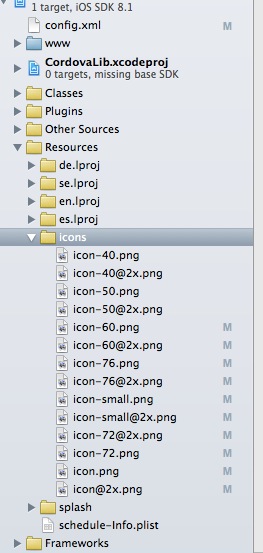 1 target, iOS SDK 8.1
config.xml M
www
CordovaLib.xcodeproj
0 targets, missing base SDK
Classes
Plugins
Other Sources
Resources
de.lproj
se.lproj
en.lproj
es.lproj
icons
icon-40.png
icon-40@2x.png
icon-50.png
icon-50@2x.png
icon-60.png M
icon-60@2x.png M
icon-76.png M
icon-76@2x.png M
icon-small.png M
icon-small@2x.png M
icon-72@2x.png M
icon-72.png M
icon.png M
icon@2x.png M
splash
schedule-Info.plist
Frameworks